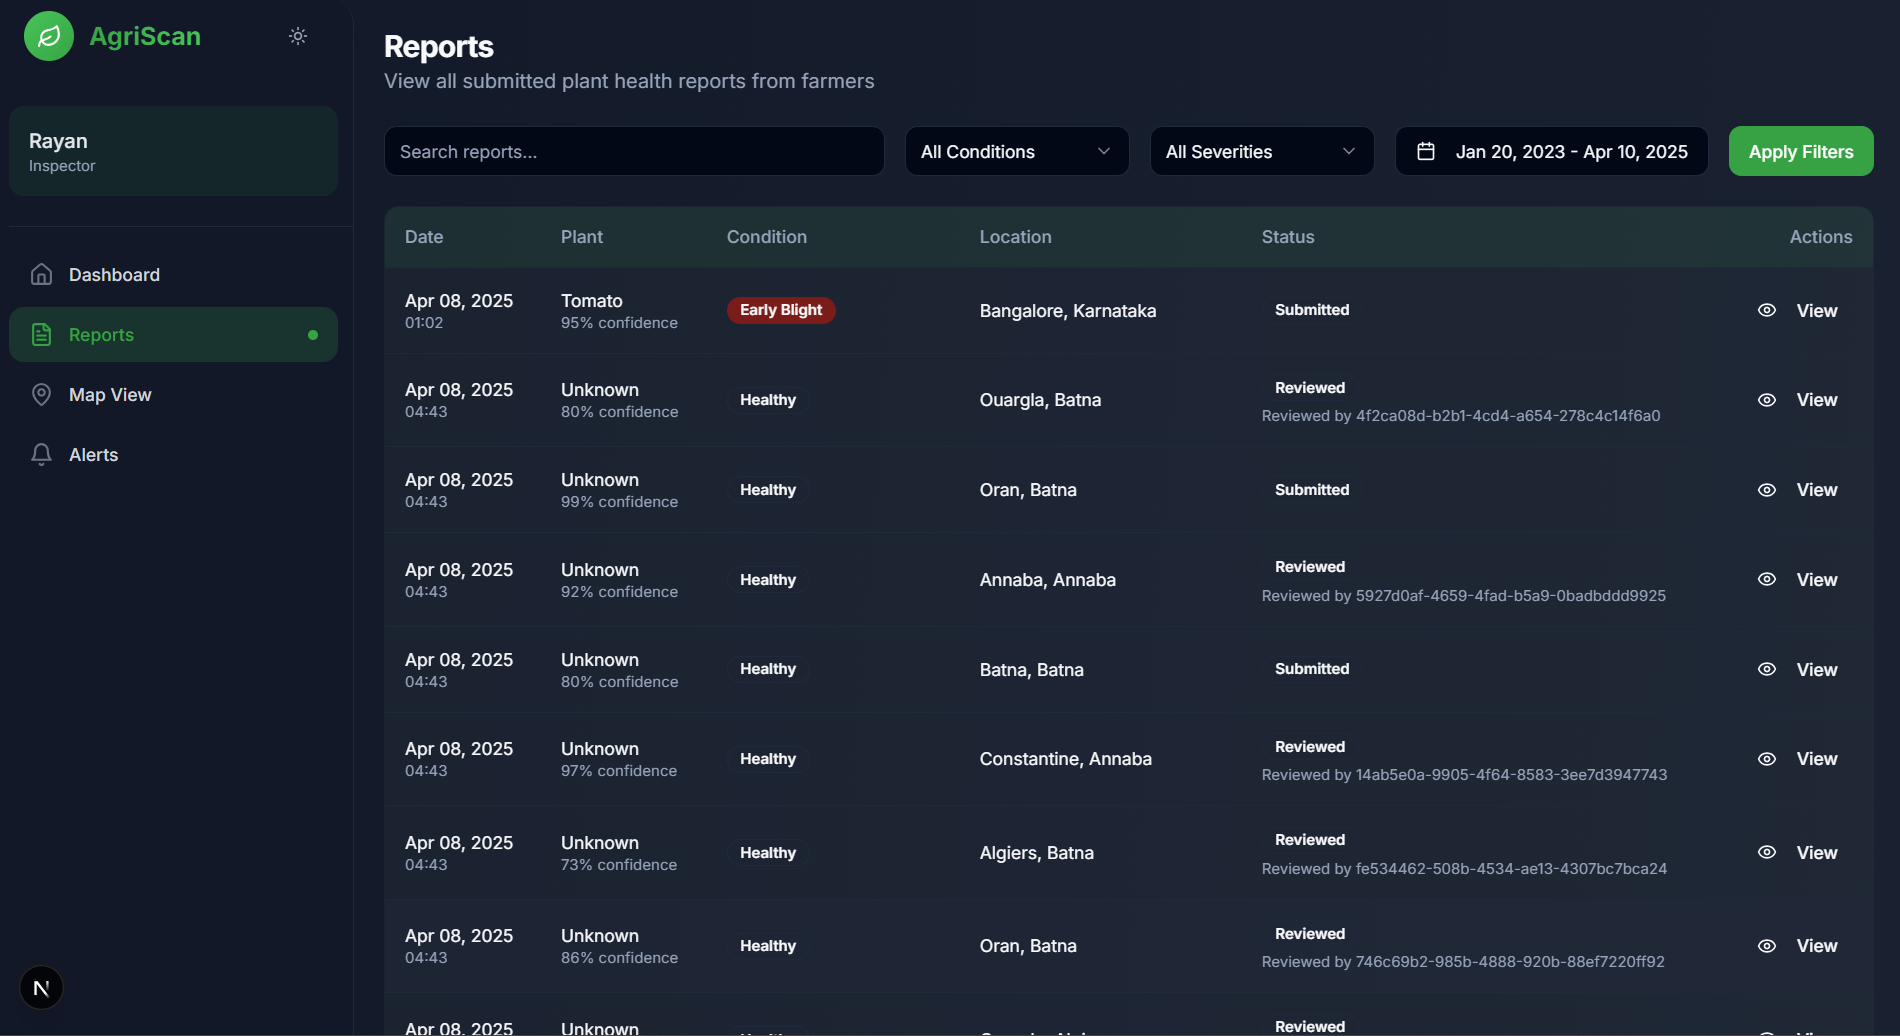 AgriScan
Rayan
Inspector
Dashboard
Reports
Map View
Alerts
N
Reports
View all submitted plant health reports from farmers
Search reports... All Conditions All Severities Jan 20, 2023 - Apr 10, 2025 Apply Filters
Date Plant Condition Location Status Actions
Apr 08, 2025 Tomato Early Blight Bangalore, Karnataka Submitted View
01:02 95% confidence
Apr 08, 2025 Unknown Healthy Ouargla, Batna Reviewed View
04:43 80% confidence Reviewed by 4f2ca08d-b2b1-4cd4-a654-278c4c14f6a0
Apr 08, 2025 Unknown Healthy Oran, Batna Submitted View
04:43 99% confidence
Apr 08, 2025 Unknown Healthy Annaba, Annaba Reviewed View
04:43 92% confidence Reviewed by 5927d0af-4659-4fad-b5a9-0badbddd9925
Apr 08, 2025 Unknown Healthy Batna, Batna Submitted View
04:43 80% confidence
Apr 08, 2025 Unknown Healthy Constantine, Annaba Reviewed View
04:43 97% confidence Reviewed by 14ab5e0a-9905-4f64-8583-3ee7d3947743
Apr 08, 2025 Unknown Healthy Algiers, Batna Reviewed View
04:43 73% confidence Reviewed by fe534462-508b-4534-ae13-4307bc7bca24
Apr 08, 2025 Unknown Healthy Oran, Batna Reviewed View
04:43 86% confidence Reviewed by 746c69b2-985b-4888-920b-88ef7220ff92
Apr 08, 2025 Unknown Reviewed